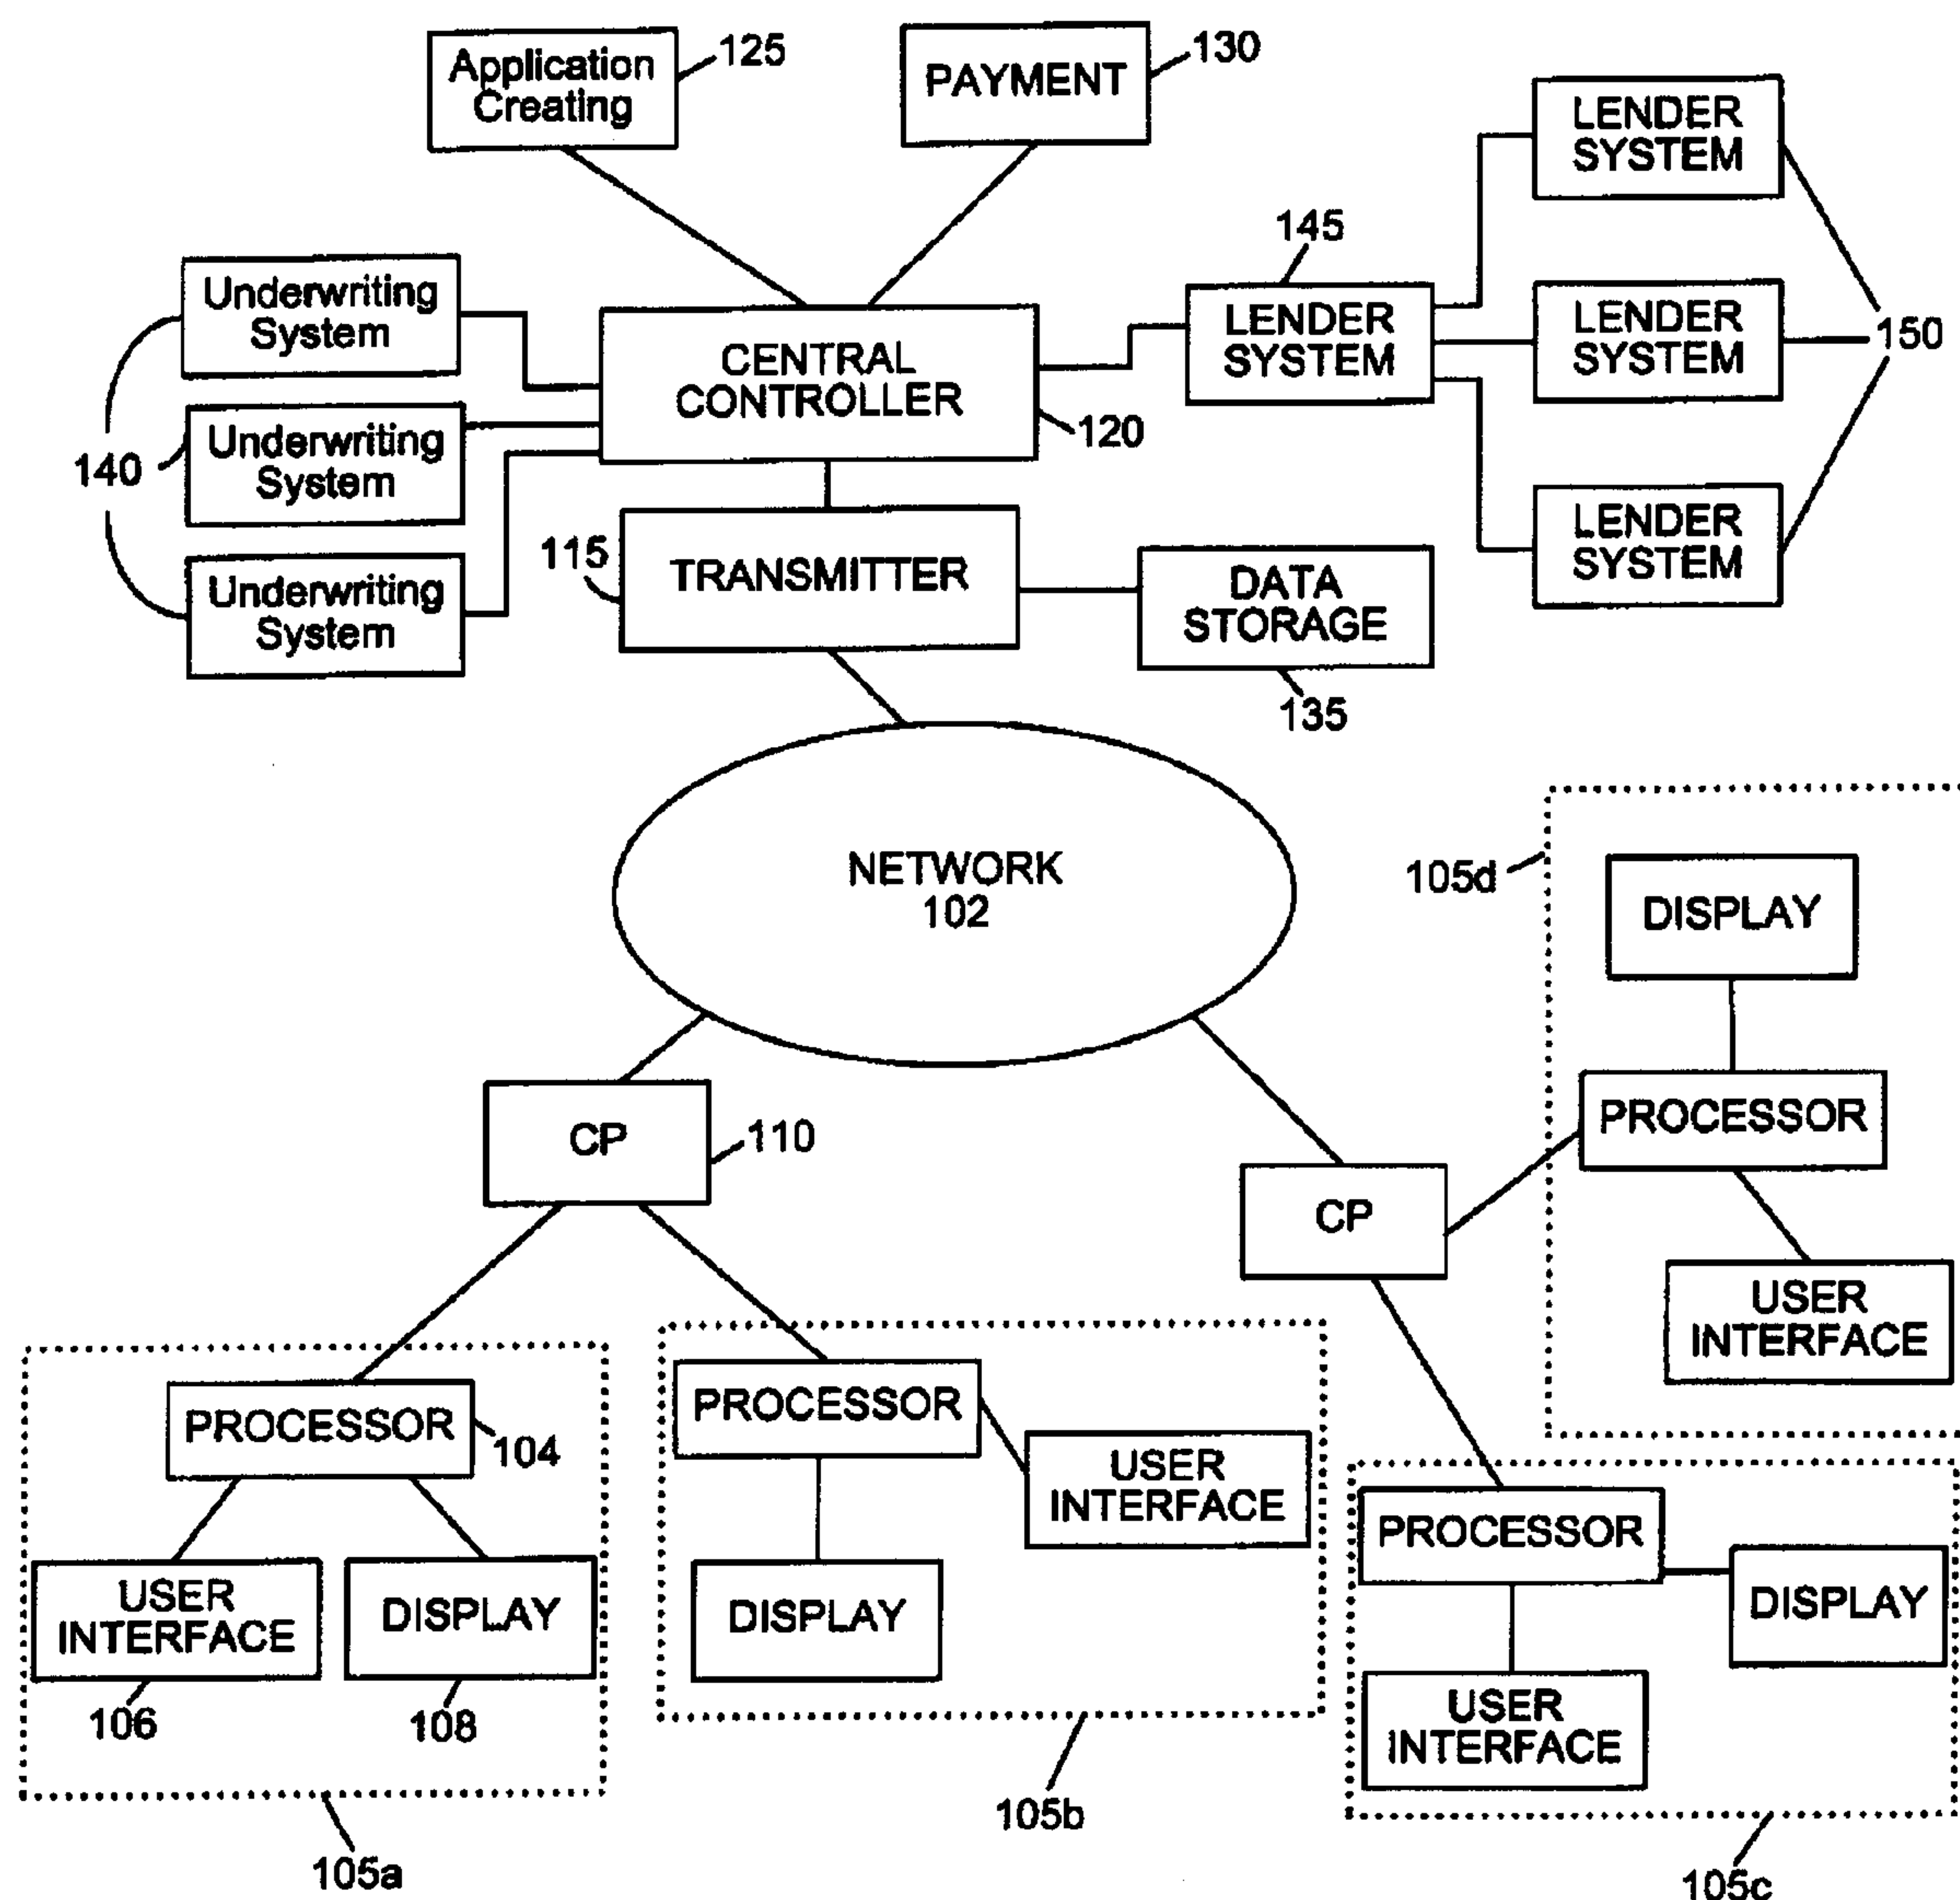 Application
Creating
125
PAYMENT
130
LENDER
SYSTEM
145
Underwriting
System
CENTRAL
CONTROLLER
LENDER
SYSTEM
LENDER
SYSTEM
150
120
140
Underwriting
System
LENDER
SYSTEM
115
TRANSMITTER
DATA
STORAGE
Underwriting
System
135
NETWORK
102
105d
DISPLAY
CP
110
PROCESSOR
CP
USER
INTERFACE
PROCESSOR
104
PROCESSOR
USER
INTERFACE
PROCESSOR
USER
INTERFACE
DISPLAY
DISPLAY
DISPLAY
106
108
USER
INTERFACE
105b
105a
105c